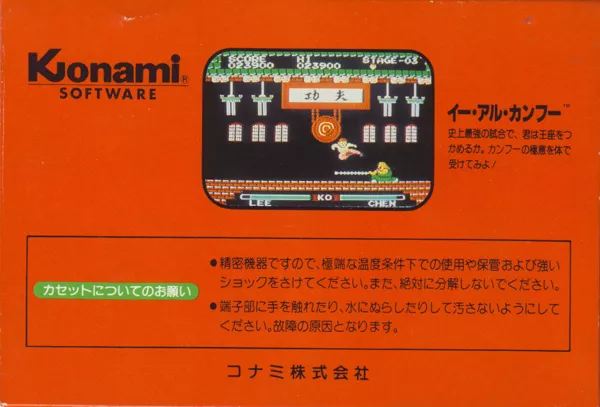 Konami®
SOFTWARE
SCORE HI STAGE-03
023900 023900
功夫
KO
LEE CHEN
イー・アル・カンフー™
史上最強の試合で、君は王座をつ
かめるか。カンフーの極意を体で
受けてみよ!
カセットについてのお願い
●精密機器ですので、極端な温度条件下での使用や保管および強い
ショックをさけてください。また、絶対に分解しないでください。
●端子部に手を触れたり、水にぬらしたりして汚さないようにして
ください。故障の原因となります。
コナミ株式会社